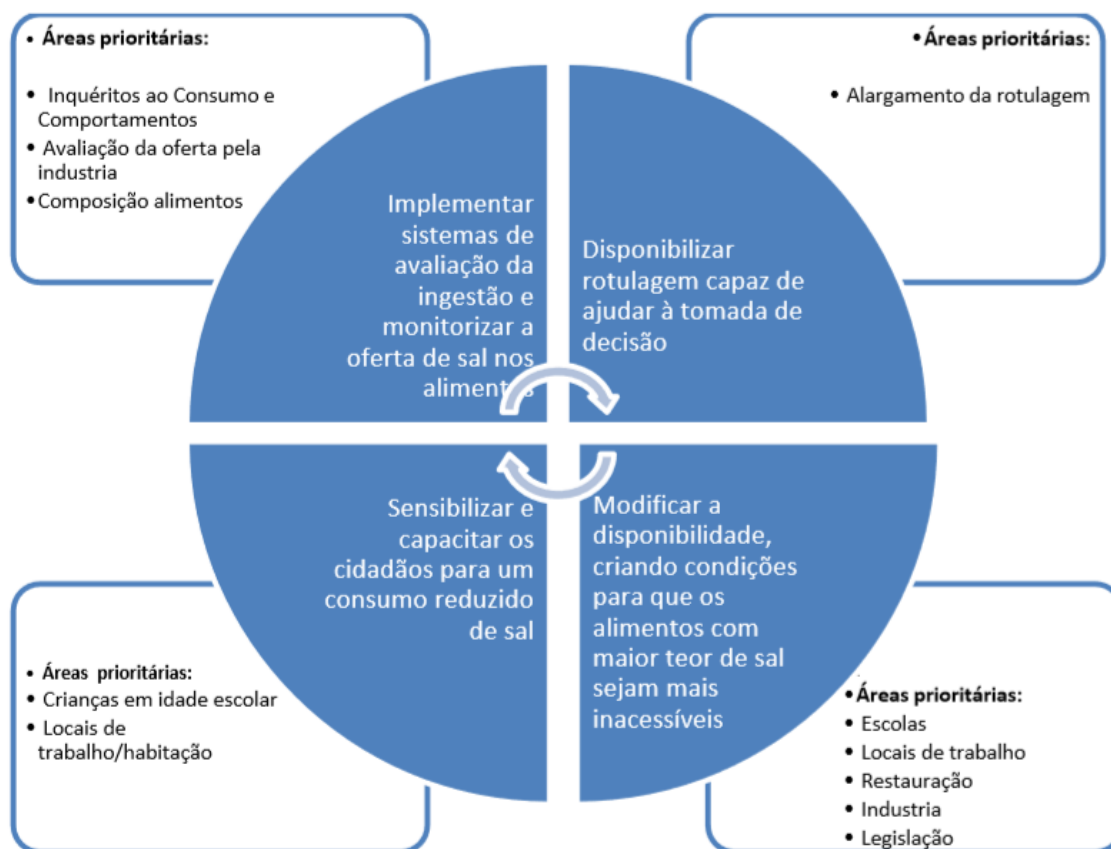 • Áreas prioritárias:
• Inquéritos ao Consumo e
Comportamentos
• Avaliação da oferta pela
industria
• Composição alimentos
Implementar
sistemas de
avaliação da
ingestão e
monitorizar a
oferta de sal nos
alimentos
• Áreas prioritárias:
• Alargamento da rotulagem
Disponibilizar
rotulagem capaz de
ajudar à tomada de
decisão
Sensibilizar e
capacitar os
cidadãos para um
consumo reduzido
de sal
• Áreas prioritárias:
• Crianças em idade escolar
• Locais de
trabalho/habitação
Modificar a
disponibilidade,
criando condições
para que os
alimentos com
maior teor de sal
sejam mais
inacessíveis
• Áreas prioritárias:
• Escolas
• Locais de trabalho
• Restauração
• Industria
• Legislação